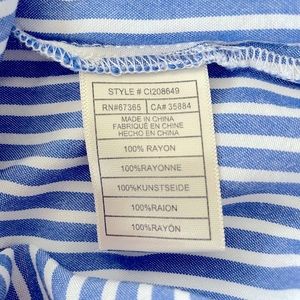 STYLE # CI208649
RN#67365 CA# 35884
MADE IN CHINA
FABRIQUÉ EN CHINE
HECHO EN CHINA
100% RAYON
100%RAYONNE
100%KUNSTSEIDE
100%RAION
100%RAYÓN